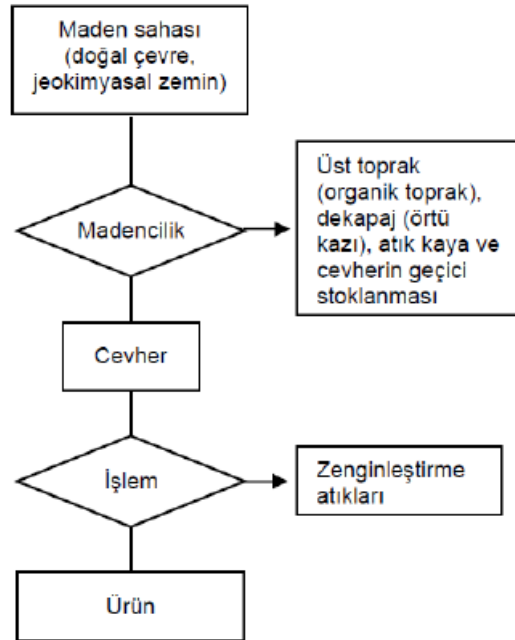 Maden sahası
(doğal çevre,
jeokimyasal zemin)
Madencilik
Üst toprak
(organik toprak),
dekapaj (örtü
kazı), atık kaya ve
cevherin geçici
stoklanması
Cevher
İşlem
Zenginleştirme
atıkları
Ürün